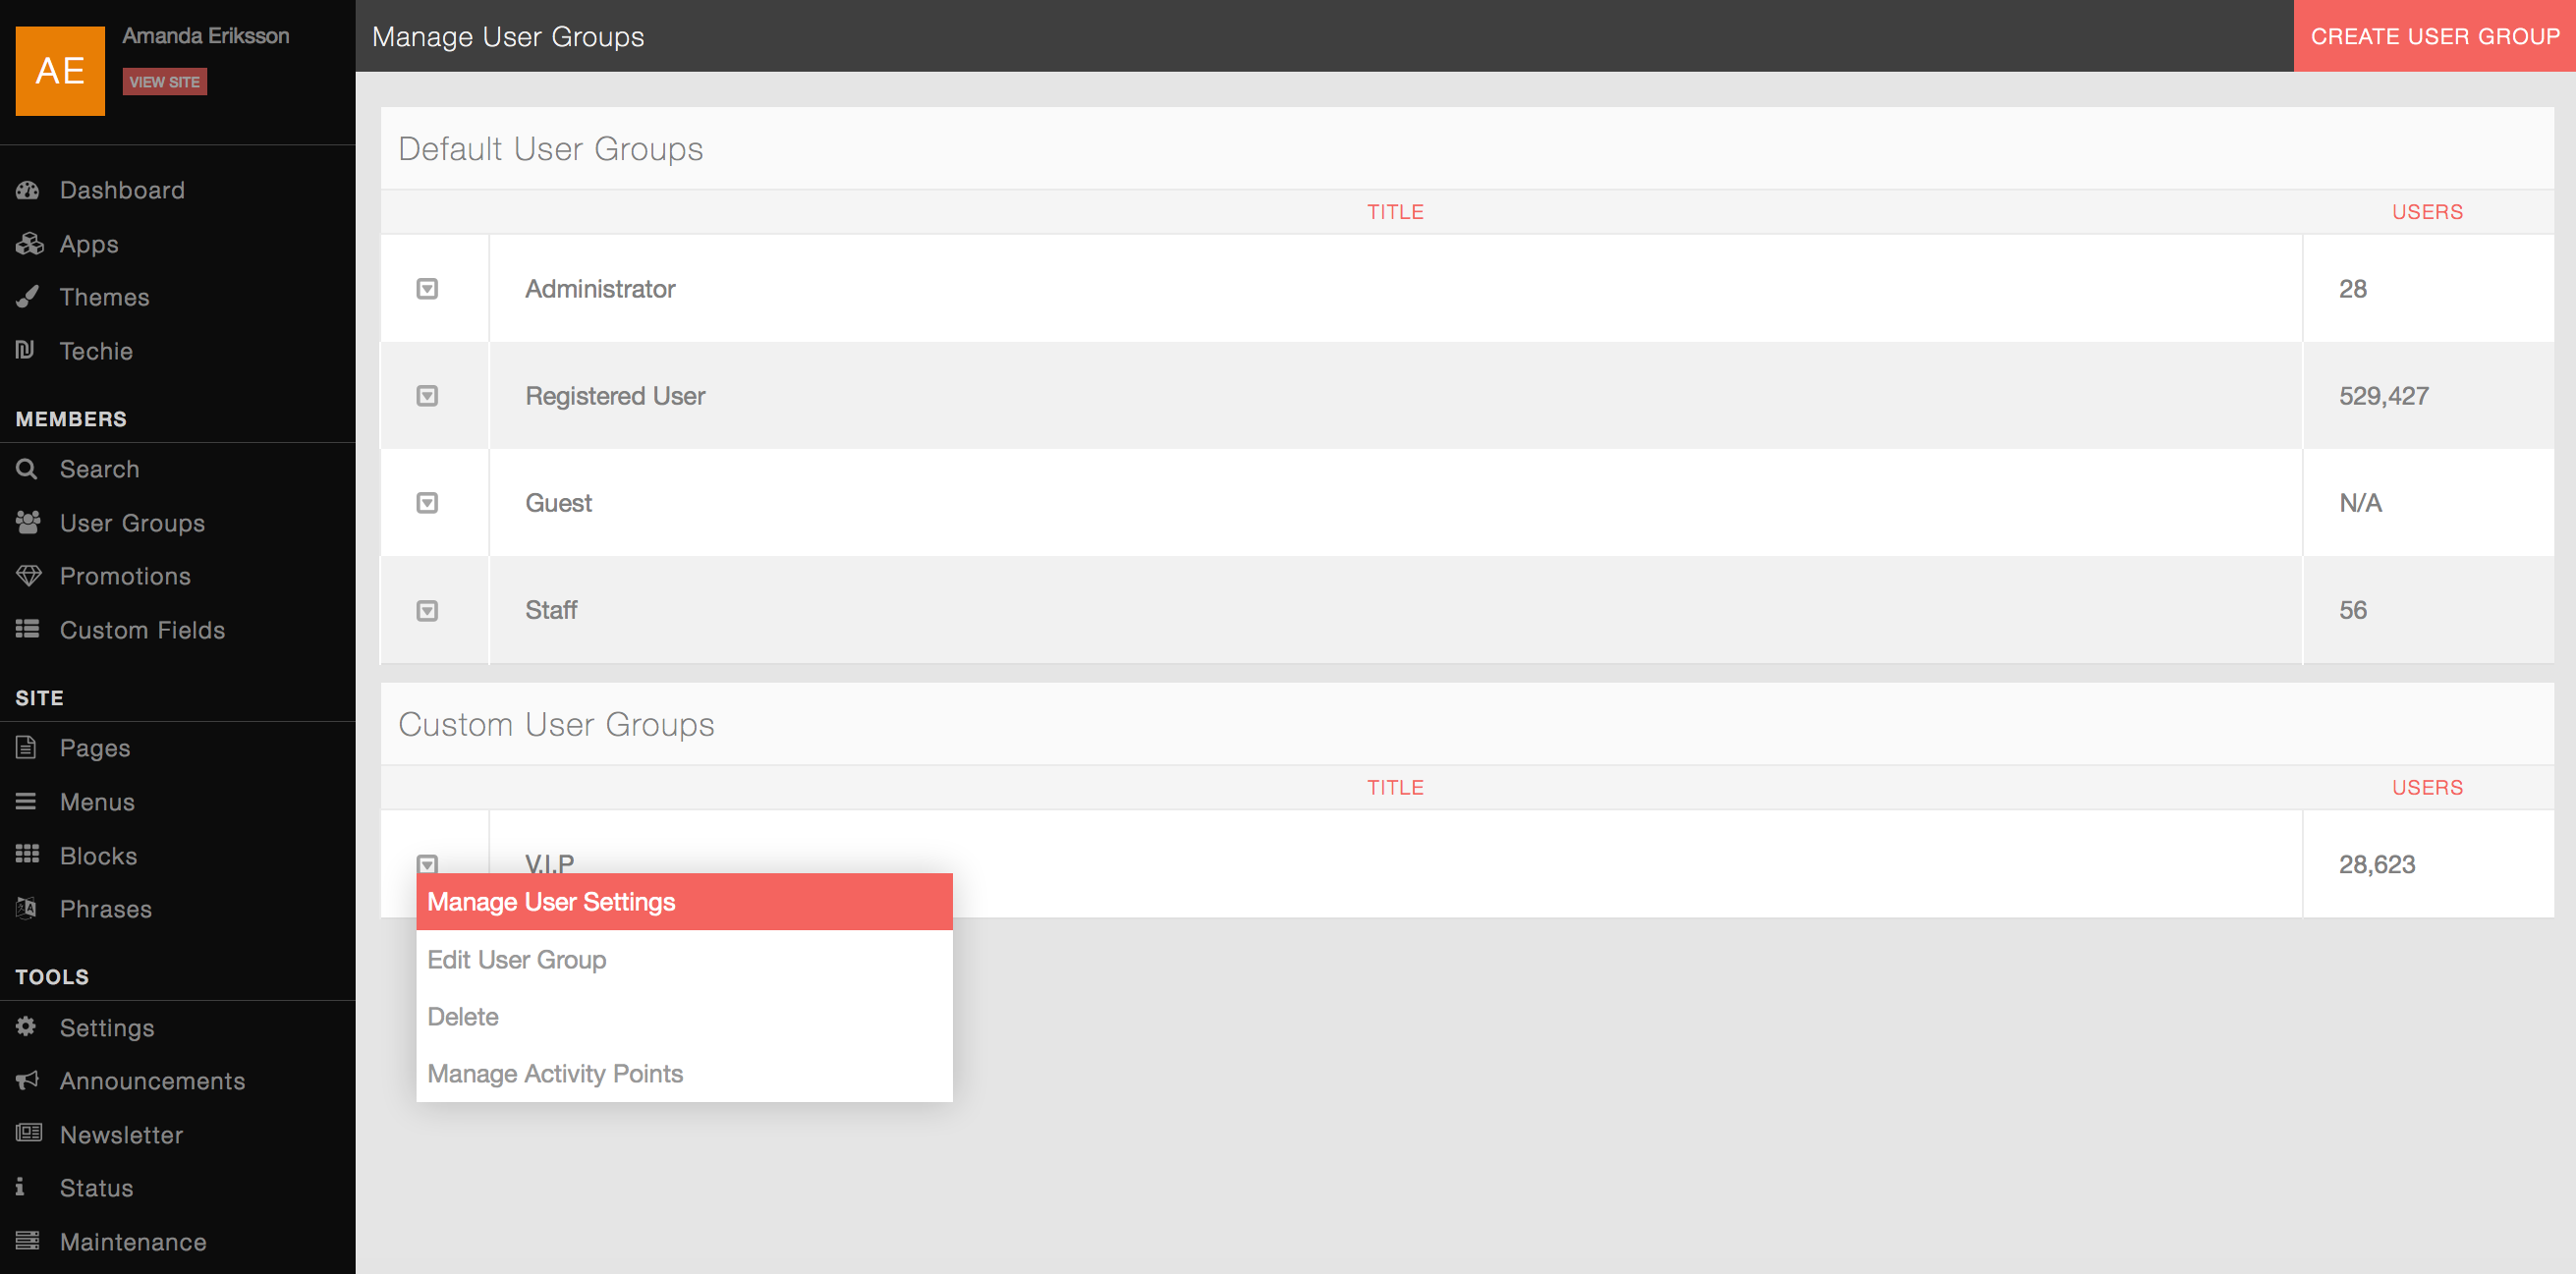 AE
Amanda Eriksson
VIEW SITE
Dashboard
Apps
Themes
Techie
MEMBERS
Search
User Groups
Promotions
Custom Fields
SITE
Pages
Menus
Blocks
Phrases
TOOLS
Settings
Announcements
Newsletter
Status
Maintenance
Manage User Groups
CREATE USER GROUP
Default User Groups
TITLE USERS
Administrator 28
Registered User 529,427
Guest N/A
Staff 56
Custom User Groups
TITLE USERS
V.I.P 28,623
Manage User Settings
Edit User Group
Delete
Manage Activity Points